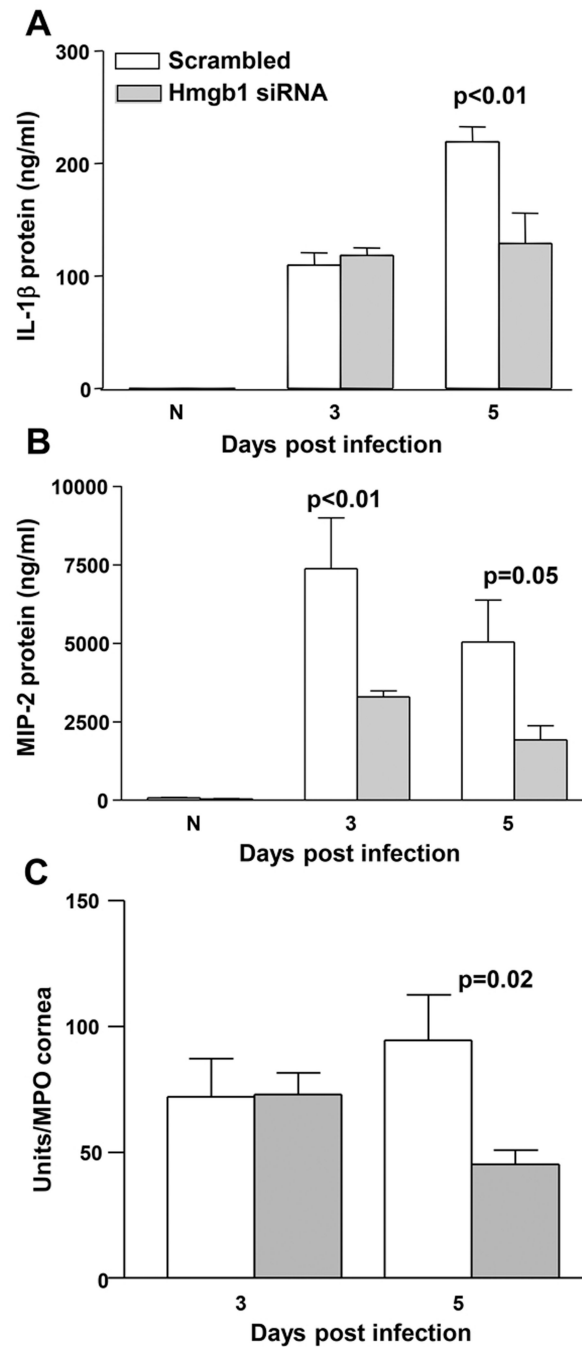 A
300
Scrambled
Hmgb1 siRNA
p<0.01
200
100
0
IL-1β protein (ng/ml)
N 3 5
Days post infection
B
10000
p<0.01
7500
p=0.05
5000
2500
0
MIP-2 protein (ng/ml)
N 3 5
Days post infection
C
150
p=0.02
100
50
0
Units/MPO cornea
3 5
Days post infection